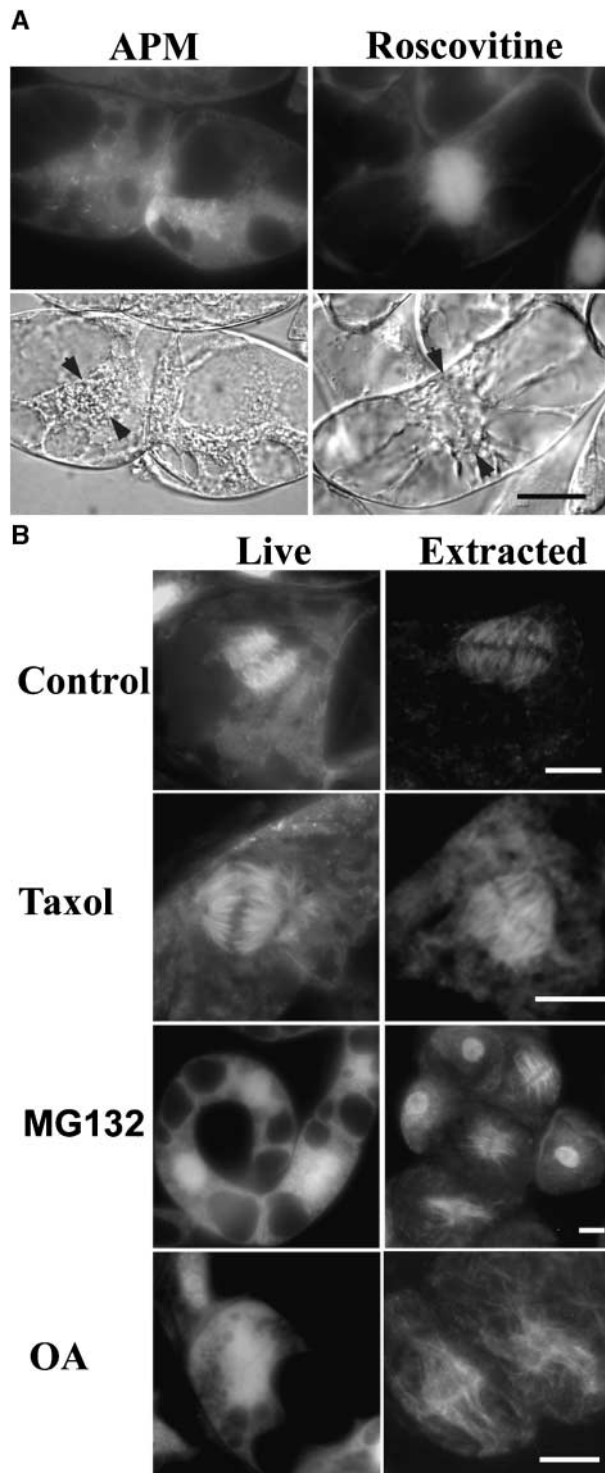 A
APM Roscovitine
B
Live Extracted
Control
Taxol
MG132
OA